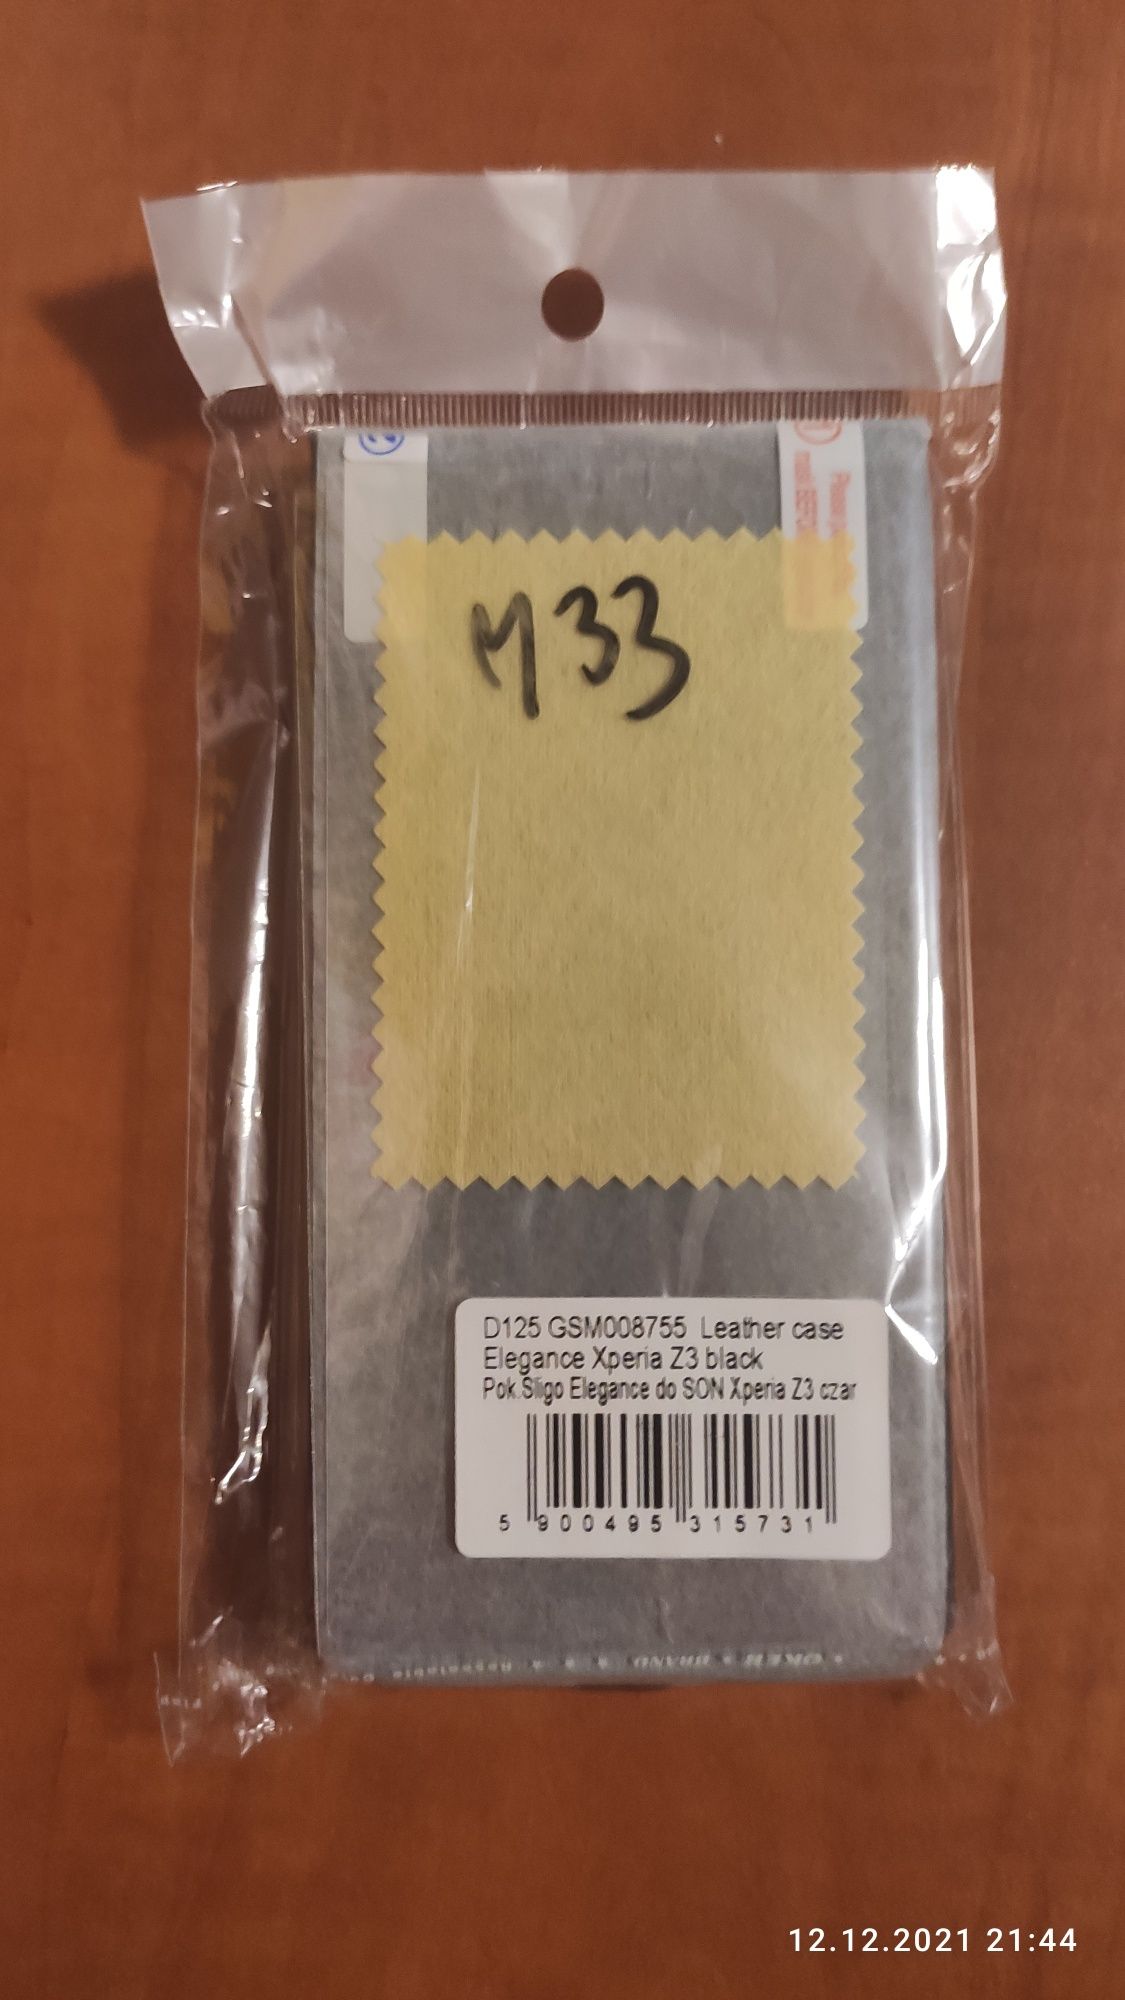 2
M33
D125 GSM008755 Leather case
Elegance Xperia Z3 black
Pok.Sligo Elegance do SON Xperia Z3 czar
5 900495 315731
12.12.2021 21:44